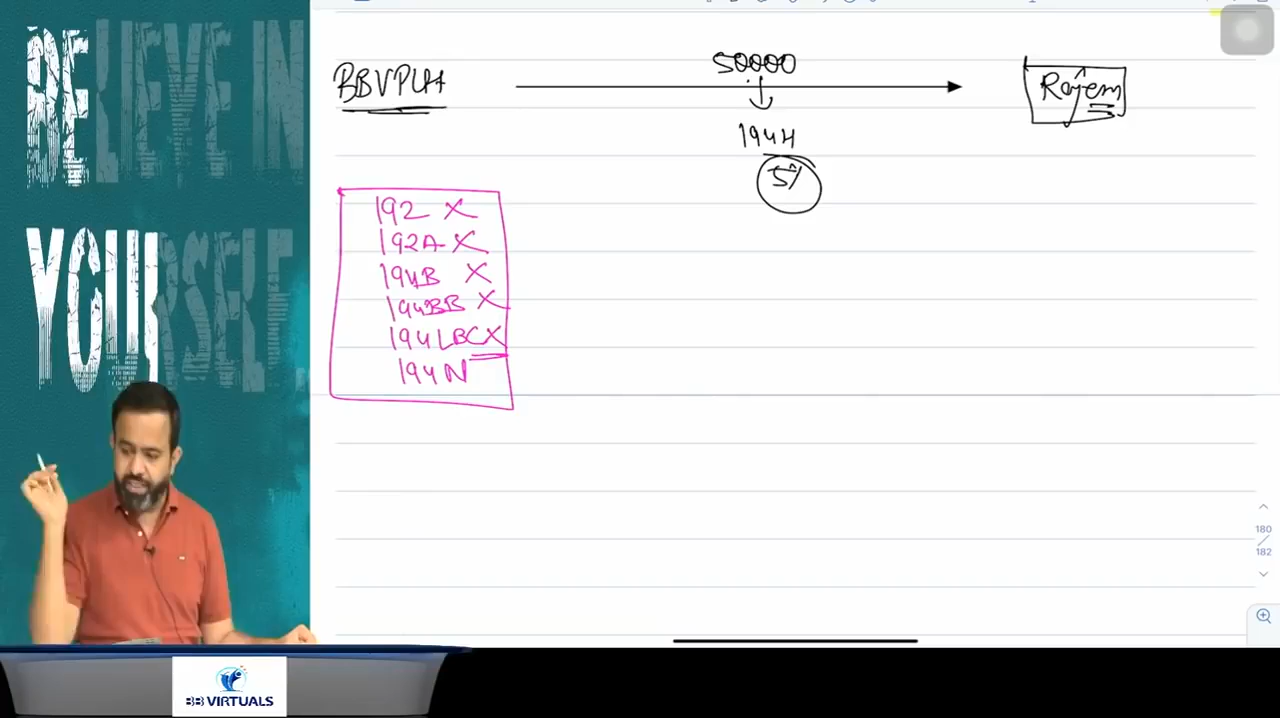 BELIEVE IN
YOURSELF
50000
BBVPLH
Rajem
194H
5%
192 X
192A X
194B X
194BB X
194LBC X
194N
180
182
BB VIRTUALS